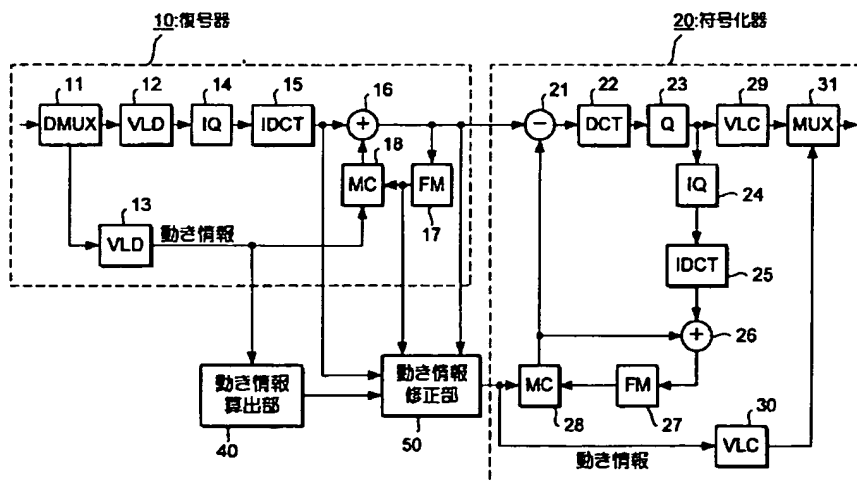 10:復号器
20:符号化器
11
12
14
15
16
21
22
23
29
31
DMUX
VLD
IQ
IDCT
+
−
DCT
Q
VLC
MUX
18
MC
FM
17
IQ
24
13
VLD
動き情報
IDCT
25
+
26
動き情報
算出部
40
動き情報
修正部
50
MC
28
FM
27
30
VLC
動き情報